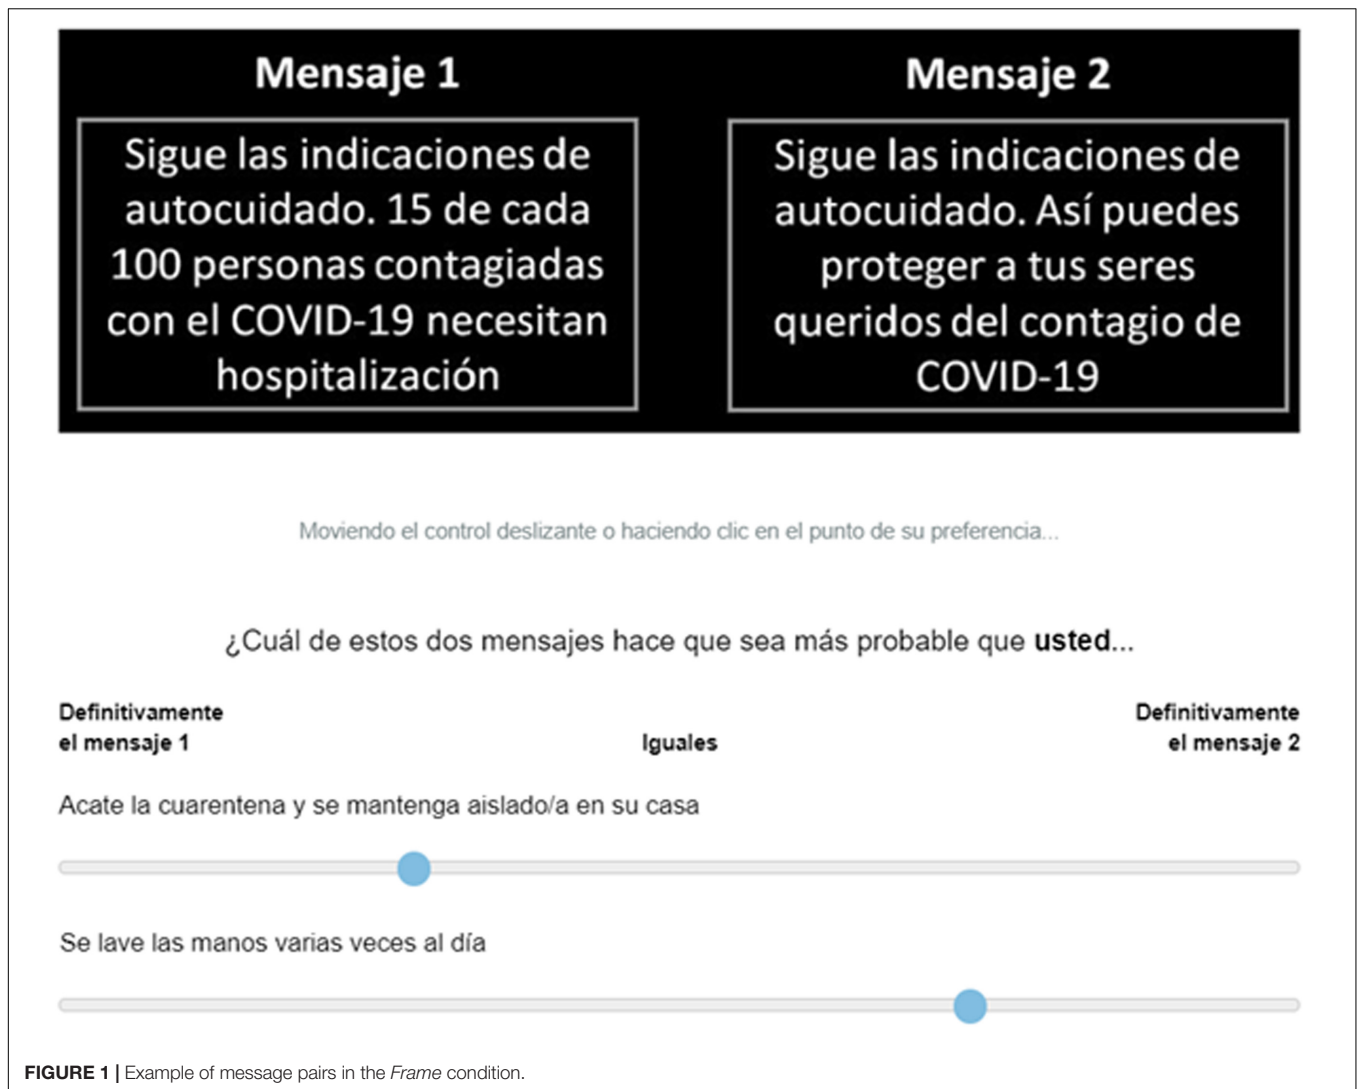 Mensaje 1
Sigue las indicaciones de
autocuidado. 15 de cada
100 personas contagiadas
con el COVID-19 necesitan
hospitalización
Mensaje 2
Sigue las indicaciones de
autocuidado. Así puedes
proteger a tus seres
queridos del contagio de
COVID-19
Moviendo el control deslizante o haciendo clic en el punto de su preferencia...
¿Cuál de estos dos mensajes hace que sea más probable que usted...
Definitivamente
el mensaje 1
Iguales
Definitivamente
el mensaje 2
Acate la cuarentena y se mantenga aislado/a en su casa
Se lave las manos varias veces al día
FIGURE 1 | Example of message pairs in the Frame condition.